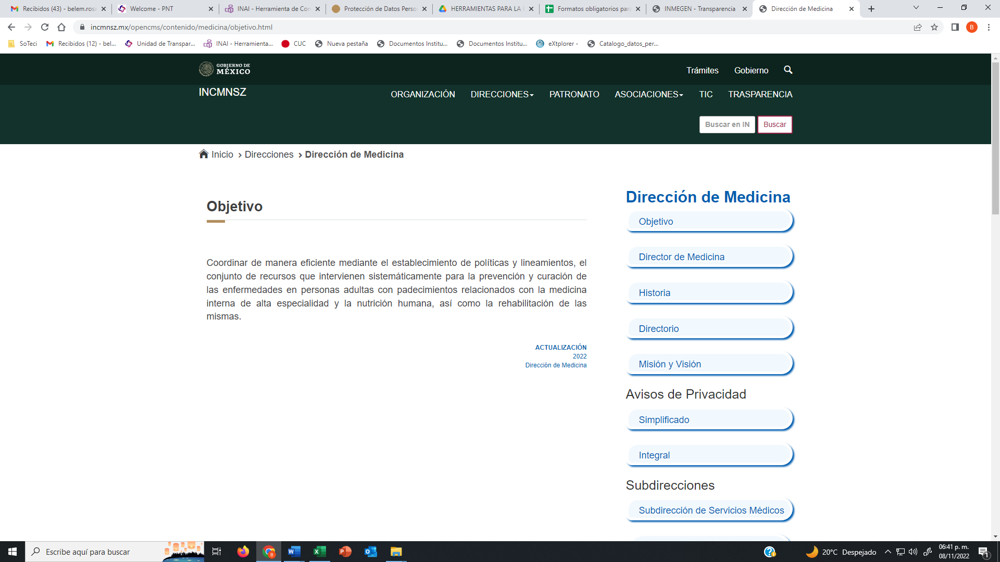 Recibidos (43) - belem.rosa
Welcome - PNT
INAI - Herramienta de Con
Protección de Datos Perso
HERRAMIENTAS PARA LA E
Formatos obligatorios para
INMEGEN - Transparencia
Dirección de Medicina
incmnsz.mx/opencms/contenido/medicina/objetivo.html
B
SoTeci
Recibidos (12) - bel...
Unidad de Transpar...
INAI - Herramienta...
CUC
Nueva pestaña
Documentos Institu...
Documentos Institu...
eXtplorer -
Catalogo_datos_per...
GOBIERNO DE
MÉXICO
Trámites
Gobierno
INCMNSZ
ORGANIZACIÓN
DIRECCIONES
PATRONATO
ASOCIACIONES
TIC
TRASPARENCIA
Buscar en IN
Buscar
Inicio > Direcciones > Dirección de Medicina
Objetivo
Coordinar de manera eficiente mediante el establecimiento de políticas y lineamientos, el
conjunto de recursos que intervienen sistemáticamente para la prevención y curación de
las enfermedades en personas adultas con padecimientos relacionados con la medicina
interna de alta especialidad y la nutrición humana, así como la rehabilitación de las
mismas.
ACTUALIZACIÓN
2022
Dirección de Medicina
Dirección de Medicina
Objetivo
Director de Medicina
Historia
Directorio
Misión y Visión
Avisos de Privacidad
Simplificado
Integral
Subdirecciones
Subdirección de Servicios Médicos
Escribe aquí para buscar
20°C Despejado
06:41 p. m.
08/11/2022
1